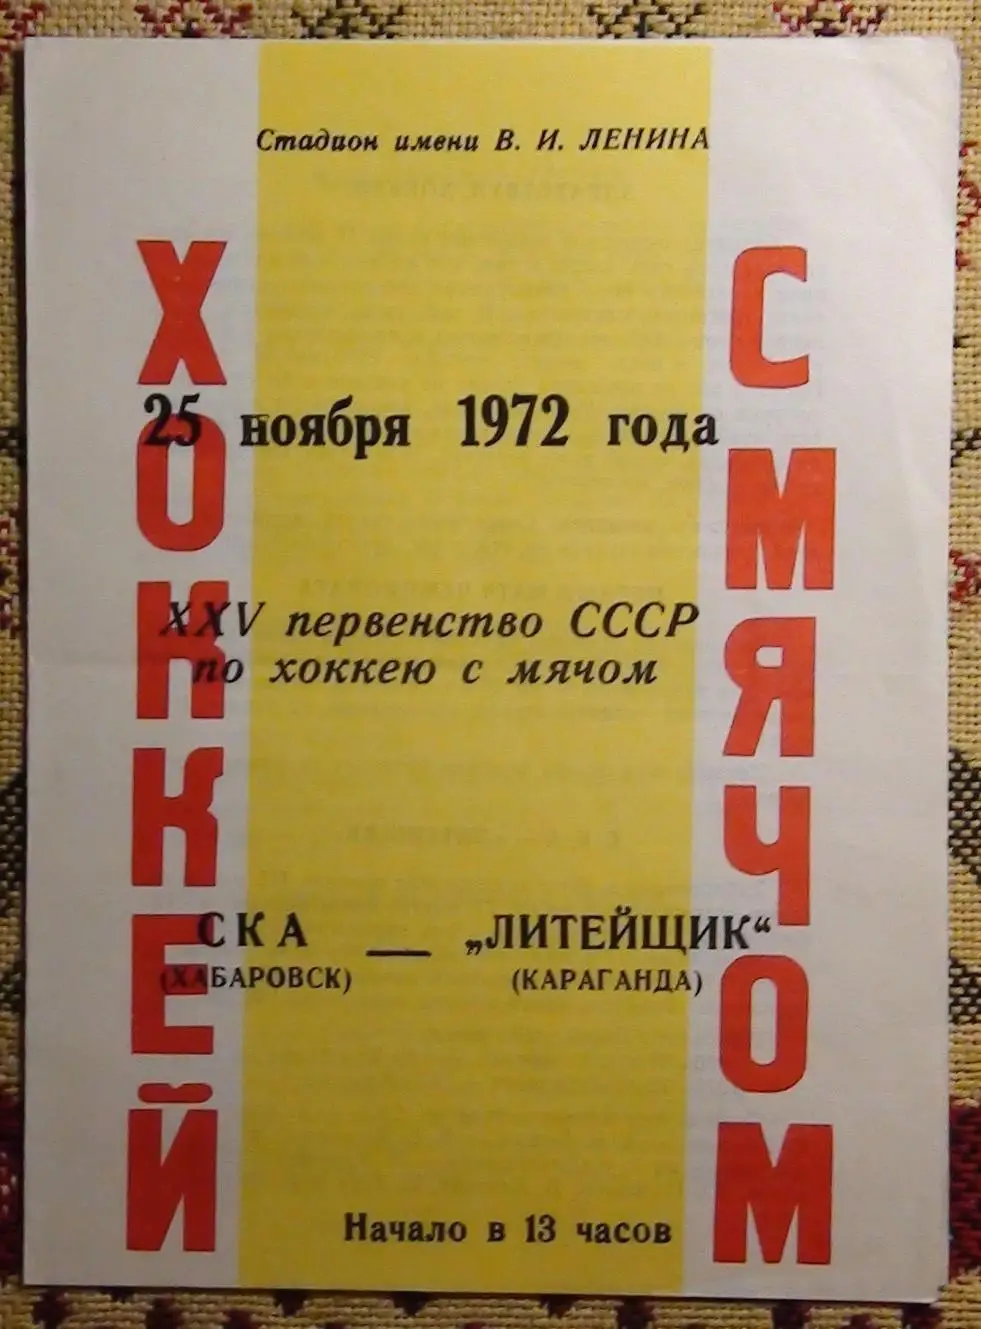 Стадион имени В. И. ЛЕНИНА
ХОККЕЙ
С МЯЧОМ
25 ноября 1972 года
XXV первенство СССР
по хоккею с мячом
СКА — „ЛИТЕЙЩИК“
(ХАБАРОВСК) (КАРАГАНДА)
Начало в 13 часов